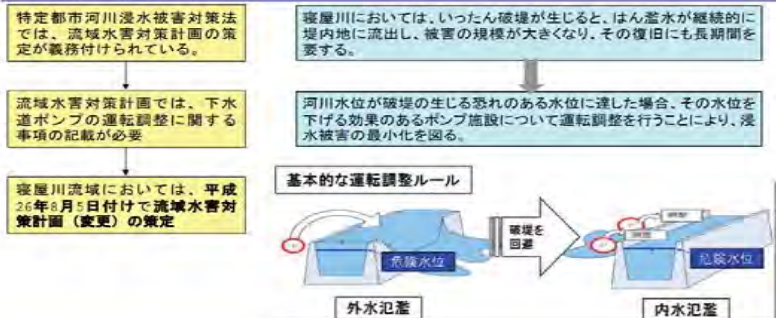 特定都市河川浸水被害対策法
では、流域水害対策計画の策
定が義務付けられている。
流域水害対策計画では、下水
道ポンプの運転調整に関する
事項の記載が必要
寝屋川流域においては、平成
26年8月5日付けで流域水害対
策計画（変更）の策定
寝屋川においては、いったん破堤が生じると、はん濫水が継続的に
堤内地に流出し、被害の規模が大きくなり、その復旧にも長期間を
要する。
河川水位が破堤の生じる恐れのある水位に達した場合、その水位を
下げる効果のあるポンプ施設について運転調整を行うことにより、浸
水被害の最小化を図る。
基本的な運転調整ルール
危険水位
破堤を
回避
危険水位
外水氾濫
内水氾濫